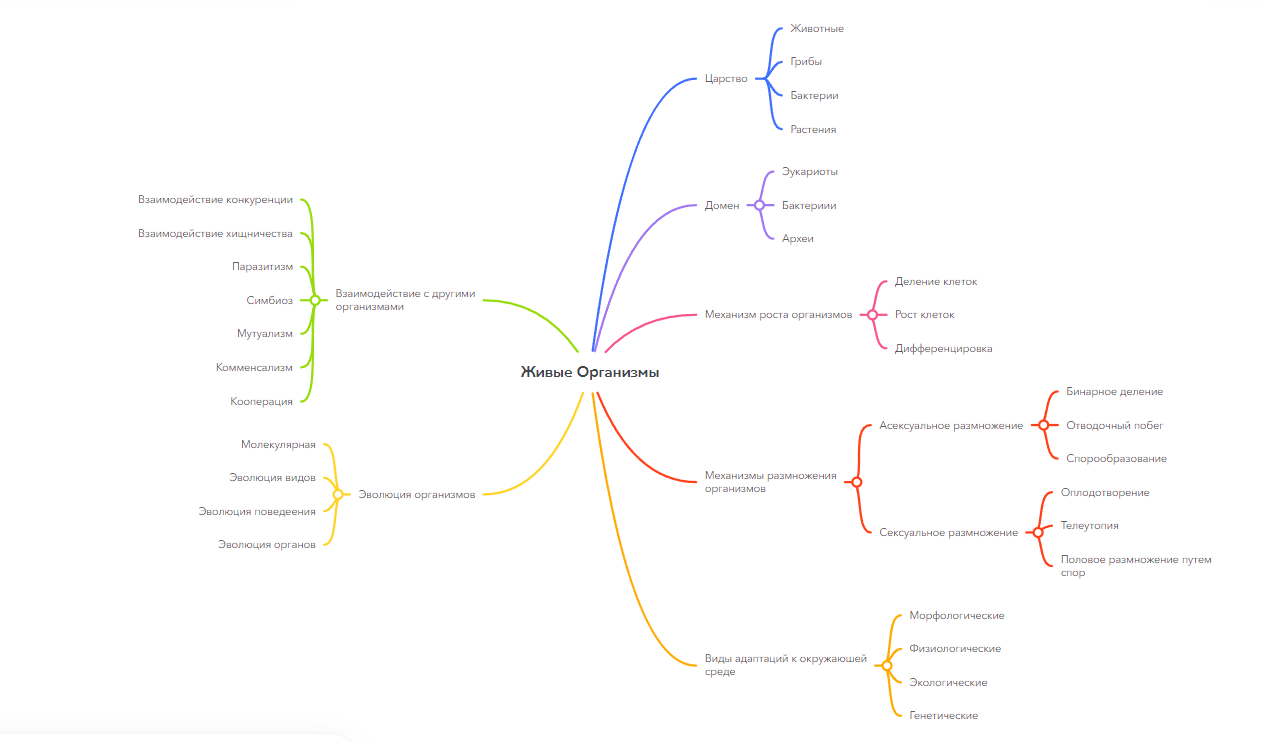 Живые Организмы
Царство
Животные
Грибы
Бактерии
Растения
Домен
Эукариоты
Бактериии
Археи
Механизм роста организмов
Деление клеток
Рост клеток
Дифференцировка
Механизмы размножения
организмов
Асексуальное размножение
Бинарное деление
Отводочный побег
Спорообразование
Сексуальное размножение
Оплодотворение
Телеутопия
Половое размножение путем
спор
Виды адаптаций к окружаюшей
среде
Морфологические
Физиологические
Экологические
Генетические
Взаимодействие с другими
организмами
Взаимодействие конкуренции
Взаимодействие хищничества
Паразитизм
Симбиоз
Мутуализм
Комменсализм
Кооперация
Эволюция организмов
Молекулярная
Эволюция видов
Эволюция поведеения
Эволюция органов